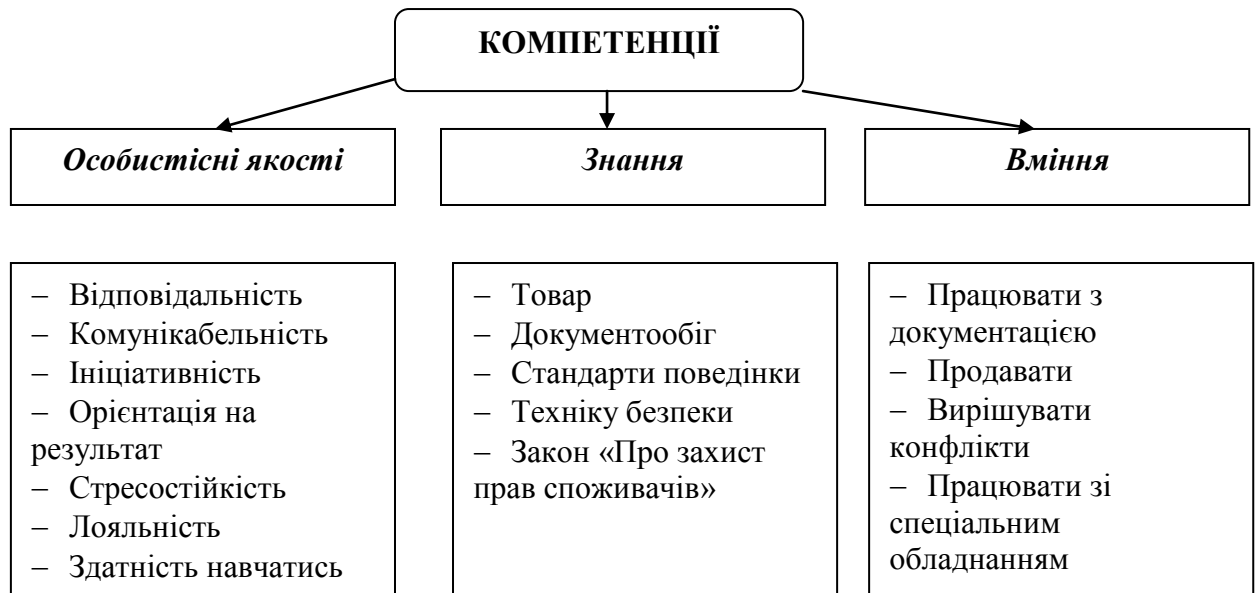 КОМПЕТЕНЦІЇ
Особистісні якості
Знання
Вміння
– Відповідальність
– Комунікабельність
– Ініціативність
– Орієнтація на
результат
– Стресостійкість
– Лояльність
– Здатність навчатись
– Товар
– Документообіг
– Стандарти поведінки
– Техніку безпеки
– Закон «Про захист
прав споживачів»
– Працювати з
документацією
– Продавати
– Вирішувати
конфлікти
– Працювати зі
спеціальним
обладнанням